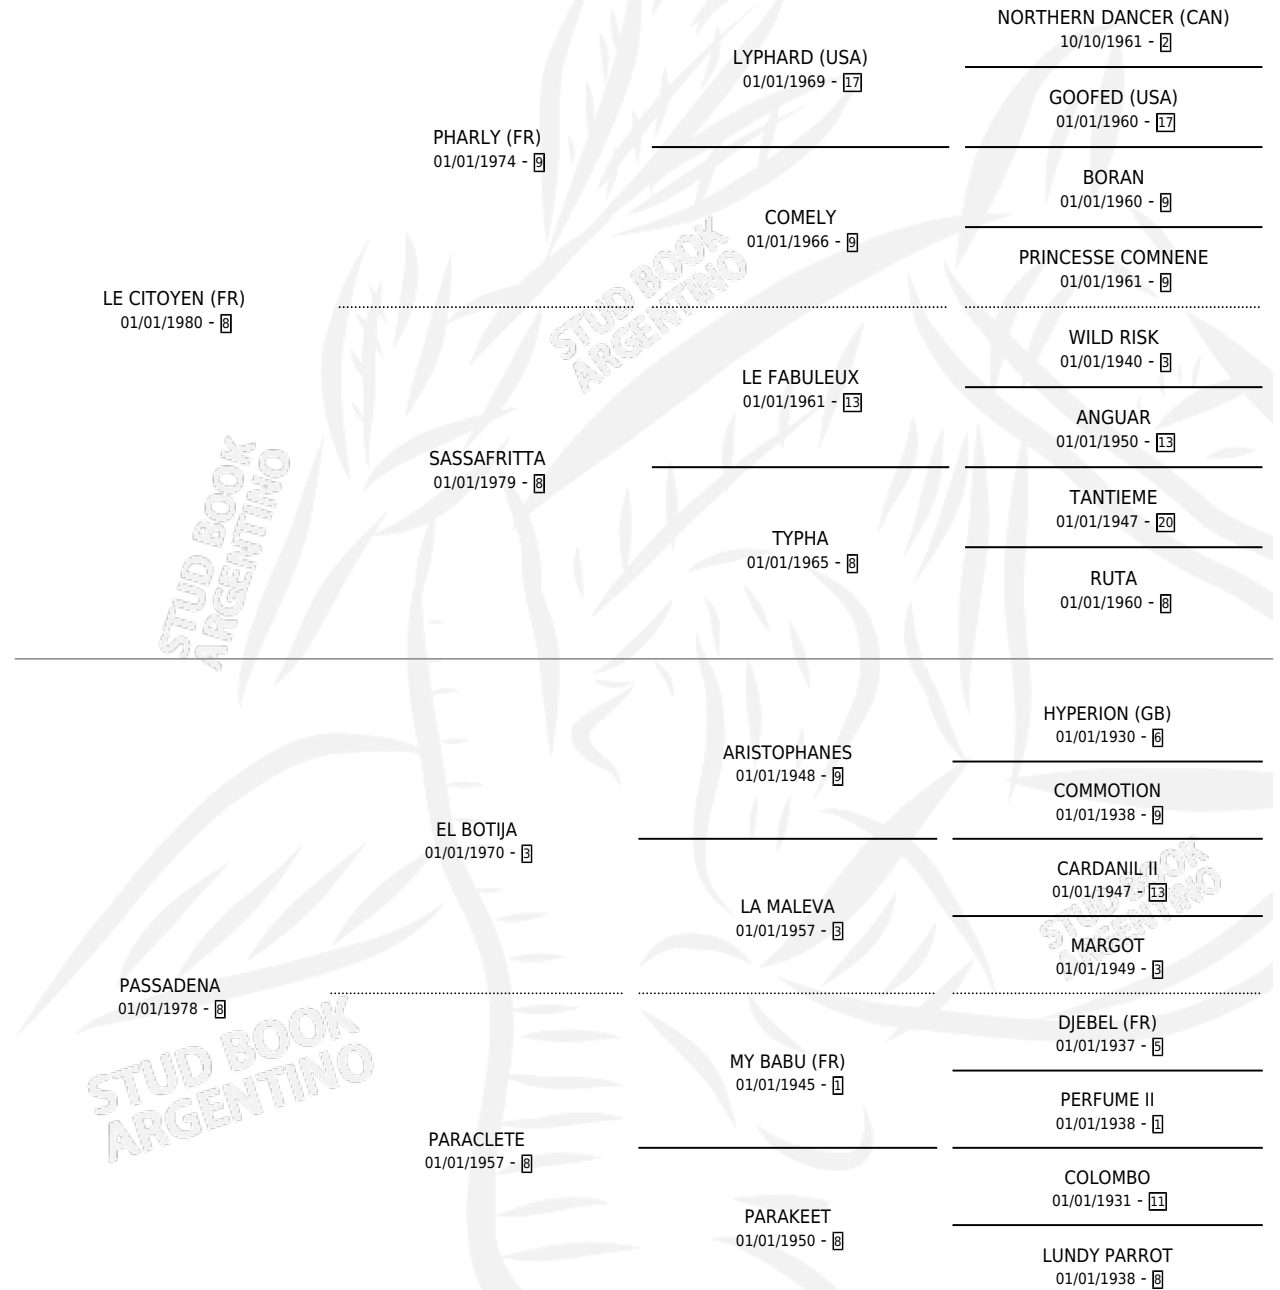 NORTHERN DANCER (CAN)
10/10/1961 - 2
LYPHARD (USA)
01/01/1969 - 17
GOOFED (USA)
01/01/1960 - 17
PHARLY (FR)
01/01/1974 - 9
BORAN
01/01/1960 - 9
COMELY
01/01/1966 - 9
PRINCESSE COMNENE
01/01/1961 - 9
LE CITOYEN (FR)
01/01/1980 - 8
WILD RISK
01/01/1940 - 3
LE FABULEUX
01/01/1961 - 13
ANGUAR
01/01/1950 - 13
SASSAFRITTA
01/01/1979 - 8
TANTIEME
01/01/1947 - 20
TYPHA
01/01/1965 - 8
RUTA
01/01/1960 - 8
HYPERION (GB)
01/01/1930 - 6
ARISTOPHANES
01/01/1948 - 9
COMMOTION
01/01/1938 - 9
EL BOTIJA
01/01/1970 - 3
CARDANIL II
01/01/1947 - 13
LA MALEVA
01/01/1957 - 3
MARGOT
01/01/1949 - 3
PASSADENA
01/01/1978 - 8
DJEBEL (FR)
01/01/1937 - 5
MY BABU (FR)
01/01/1945 - 1
PERFUME II
01/01/1938 - 1
PARACLETE
01/01/1957 - 8
COLOMBO
01/01/1931 - 11
PARAKEET
01/01/1950 - 8
LUNDY PARROT
01/01/1938 - 8
STUD BOOK
ARGENTINO
STUD BOOK
ARGENTINO
STUD BOOK
ARGENTINO
STUD BOOK
ARGENTINO